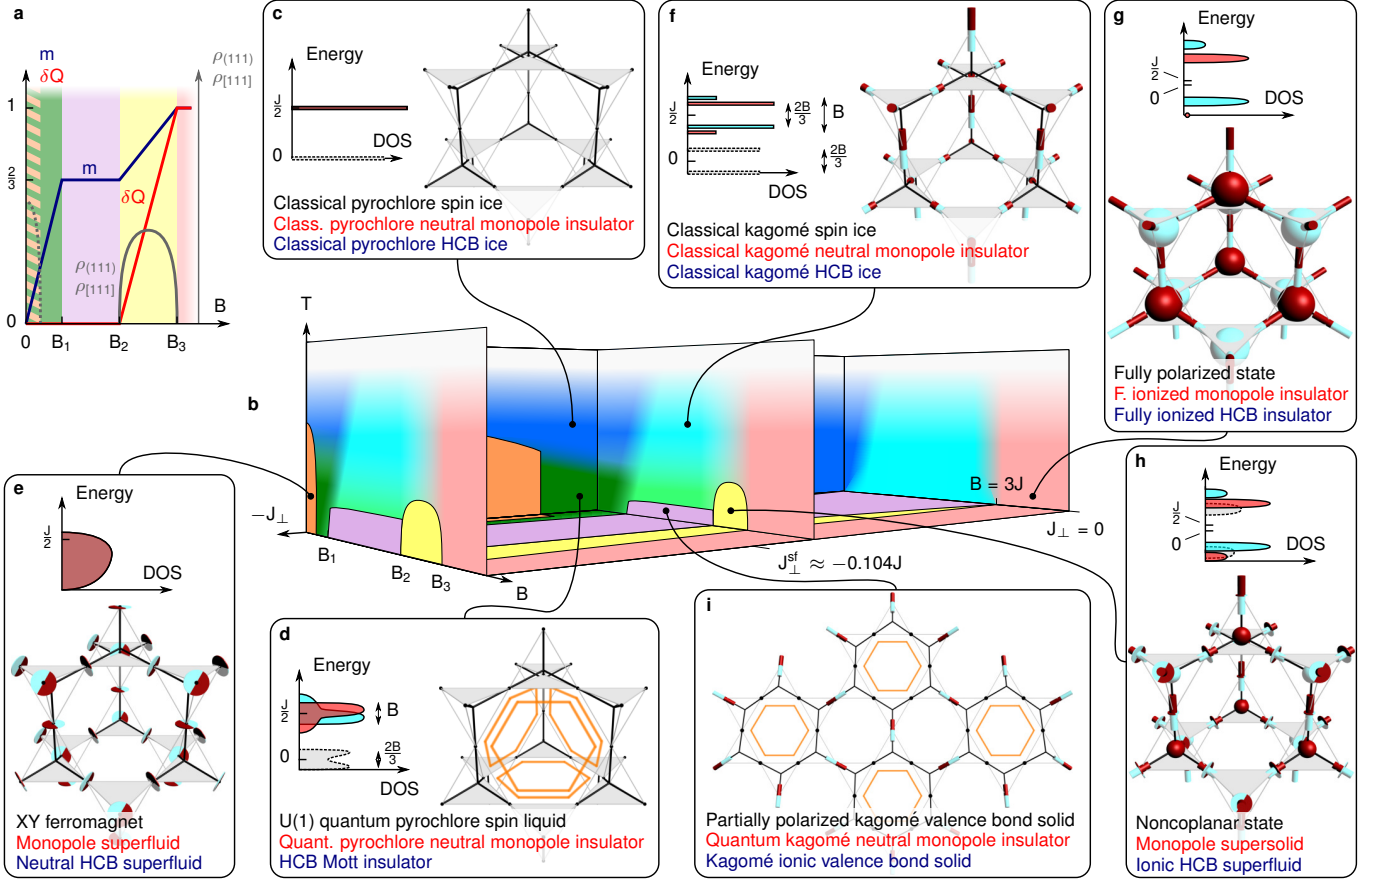 a
m
δQ
ρ(111)
ρ[111]
1
2/3
m
δQ
ρ(111)
ρ[111]
B
0
0 B₁ B₂ B₃
c
Energy
J/2
DOS
0
Classical pyrochlore spin ice
Class. pyrochlore neutral monopole insulator
Classical pyrochlore HCB ice
f
Energy
J/2
2B/3
B
0
2B/3
DOS
Classical kagomé spin ice
Classical kagomé neutral monopole insulator
Classical kagomé HCB ice
g
Energy
J/2
0
DOS
Fully polarized state
F. ionized monopole insulator
Fully ionized HCB insulator
b
T
−J⊥
B₁
B₂
B₃
B
B = 3J
J⊥ = 0
J⊥^sf ≈ −0.104J
e
Energy
J/2
DOS
XY ferromagnet
Monopole superfluid
Neutral HCB superfluid
d
Energy
J/2
B
0
2B/3
DOS
U(1) quantum pyrochlore spin liquid
Quant. pyrochlore neutral monopole insulator
HCB Mott insulator
i
Partially polarized kagomé valence bond solid
Quantum kagomé neutral monopole insulator
Kagomé ionic valence bond solid
h
Energy
J/2
0
DOS
Noncoplanar state
Monopole supersolid
Ionic HCB superfluid